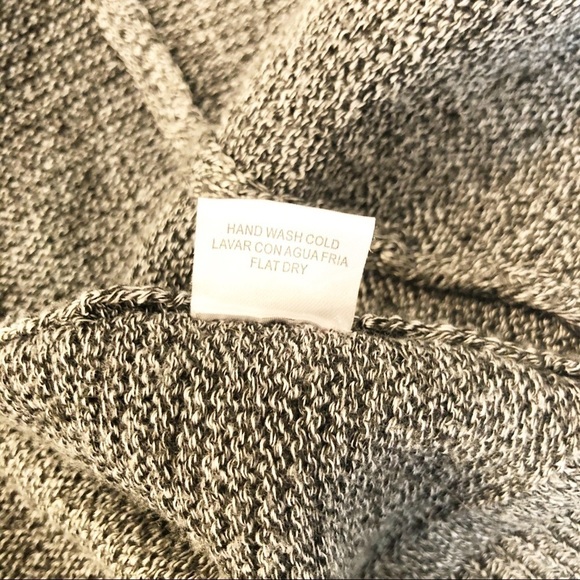 HAND WASH COLD
LAVAR CON AGUA FRIA
FLAT DRY